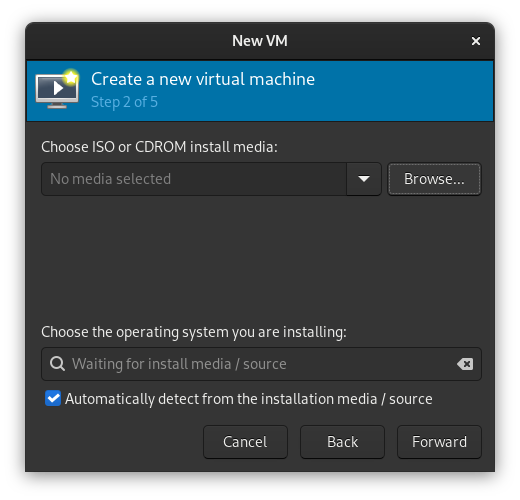 New VM
Create a new virtual machine
Step 2 of 5
Choose ISO or CDROM install media:
No media selected
Browse...
Choose the operating system you are installing:
Waiting for install media / source
Automatically detect from the installation media / source
Cancel Back Forward